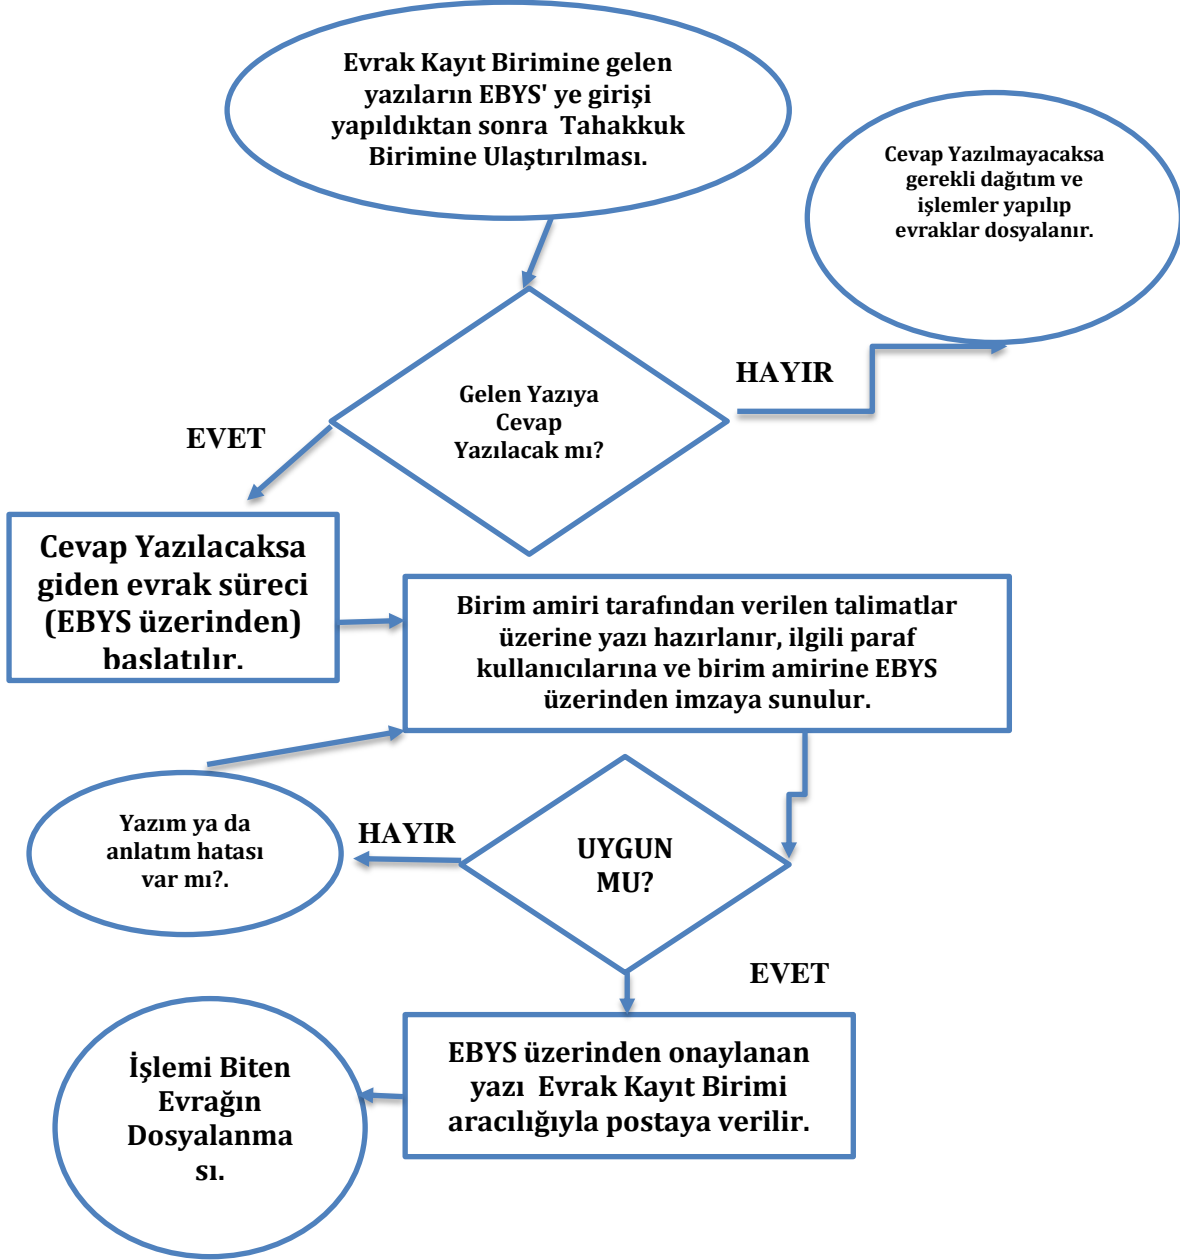 Evrak Kayıt Birimine gelen
yazıların EBYS' ye girişi
yapıldıktan sonra  Tahakkuk
Birimine Ulaştırılması.
Cevap Yazılmayacaksa
gerekli dağıtım ve
işlemler yapılıp
evraklar dosyalanır.
HAYIR
Gelen Yazıya
Cevap
Yazılacak mı?
EVET
Cevap Yazılacaksa
giden evrak süreci
(EBYS üzerinden)
başlatılır.
Birim amiri tarafından verilen talimatlar
üzerine yazı hazırlanır, ilgili paraf
kullanıcılarına ve birim amirine EBYS
üzerinden imzaya sunulur.
Yazım ya da
anlatım hatası
var mı?.
HAYIR
UYGUN
MU?
EVET
EBYS üzerinden onaylanan
yazı  Evrak Kayıt Birimi
aracılığıyla postaya verilir.
İşlemi Biten
Evrağın
Dosyalanma
sı.